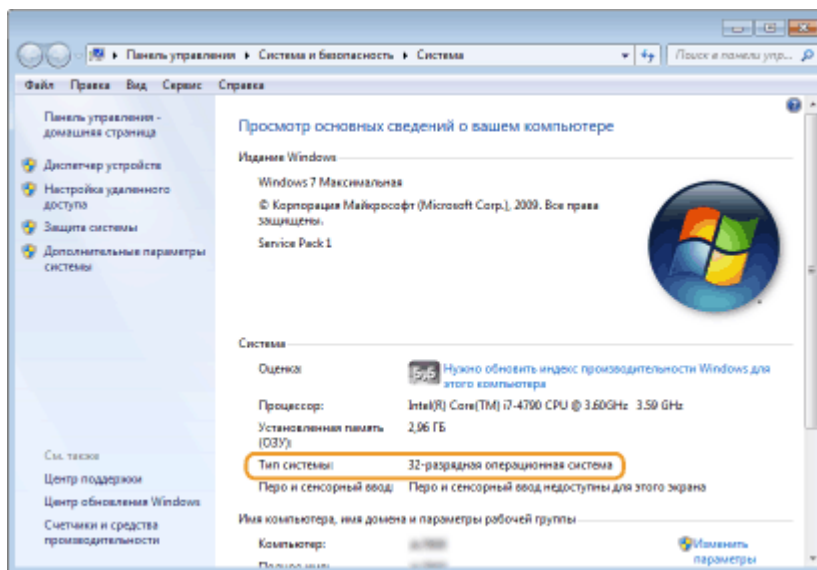 Панель управления ▸ Система и безопасность ▸ Система
Поиск в панели упр...
Файл Правка Вид Сервис Справка
Панель управления -
домашняя страница
Диспетчер устройств
Настройка удаленного
доступа
Защита системы
Дополнительные параметры
системы
См. также
Центр поддержки
Центр обновления Windows
Счетчики и средства
производительности
Просмотр основных сведений о вашем компьютере
Издание Windows
Windows 7 Максимальная
© Корпорация Майкрософт (Microsoft Corp.), 2009. Все права
защищены.
Service Pack 1
Система
Оценка: 5,6 Нужно обновить индекс производительности Windows для
этого компьютера
Процессор: Intel(R) Core(TM) i7-4790 CPU @ 3.60GHz 3.59 GHz
Установленная память 2,96 ГБ
(ОЗУ):
Тип системы: 32-разрядная операционная система
Перо и сенсорный ввод: Перо и сенсорный ввод недоступны для этого экрана
Имя компьютера, имя домена и параметры рабочей группы
Компьютер:
Изменить
параметры